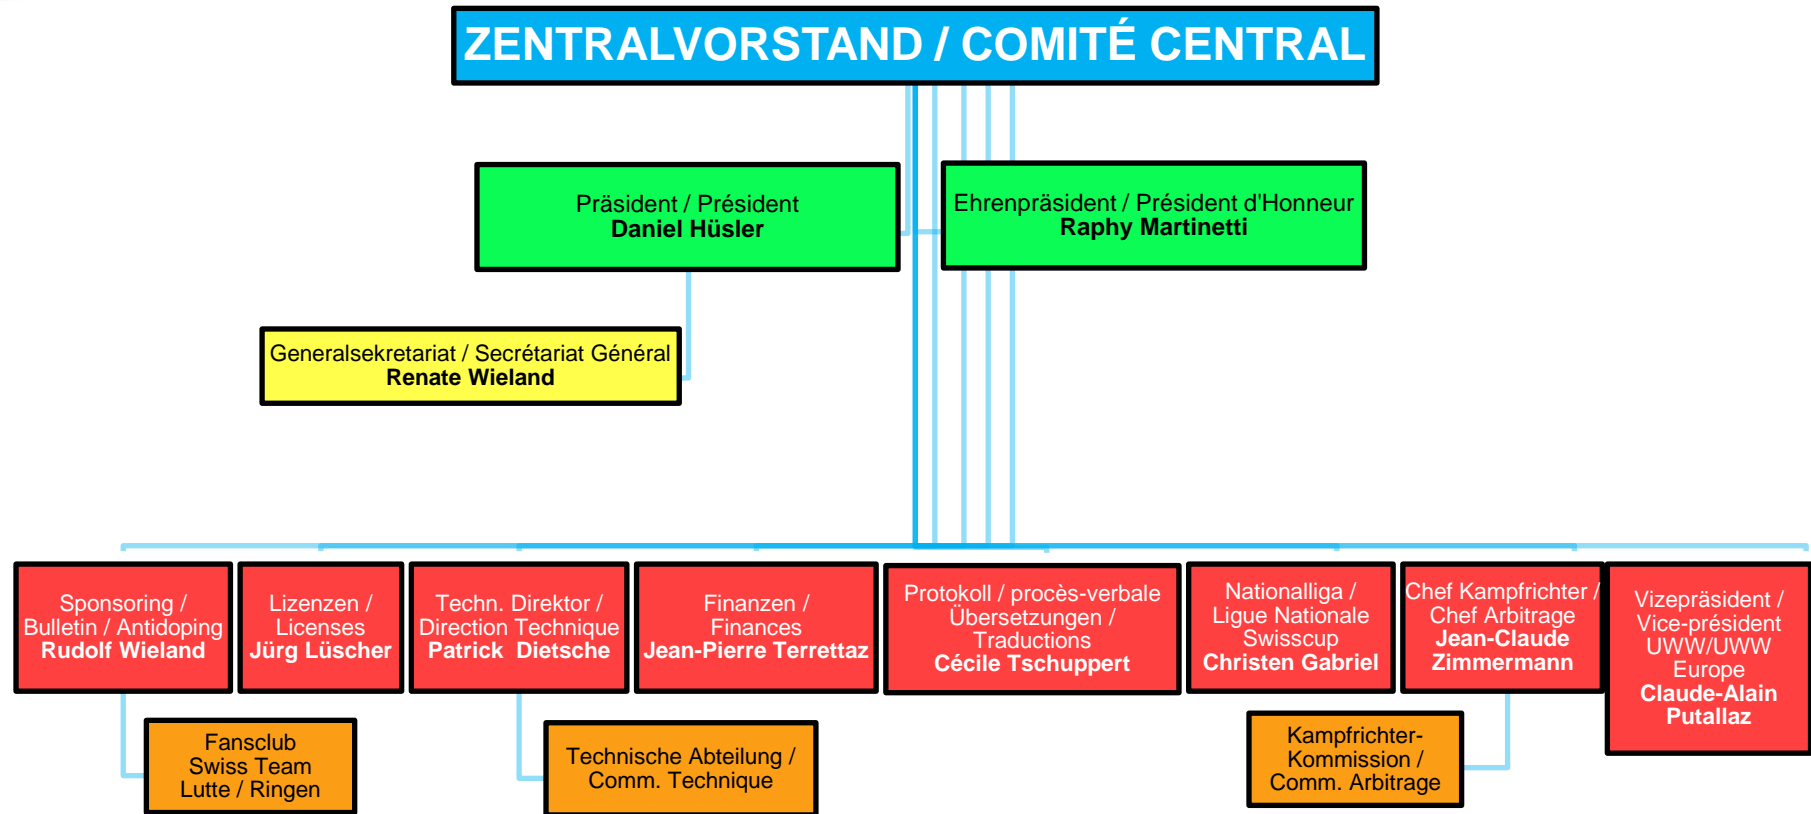 ZENTRALVORSTAND / COMITÉ CENTRAL
Präsident / Président
Daniel Hüsler
Ehrenpräsident / Président d'Honneur
Raphy Martinetti
Generalsekretariat / Secrétariat Général
Renate Wieland
Sponsoring /
Bulletin / Antidoping
Rudolf Wieland
Lizenzen /
Licenses
Jürg Lüscher
Techn. Direktor /
Direction Technique
Patrick  Dietsche
Finanzen /
Finances
Jean-Pierre Terrettaz
Protokoll / procès-verbale
Übersetzungen /
Traductions
Cécile Tschuppert
Nationalliga /
Ligue Nationale
Swisscup
Christen Gabriel
Chef Kampfrichter /
Chef Arbitrage
Jean-Claude
Zimmermann
Vizepräsident /
Vice-président
UWW/UWW
Europe
Claude-Alain
Putallaz
Fansclub
Swiss Team
Lutte / Ringen
Technische Abteilung /
Comm. Technique
Kampfrichter-
Kommission /
Comm. Arbitrage